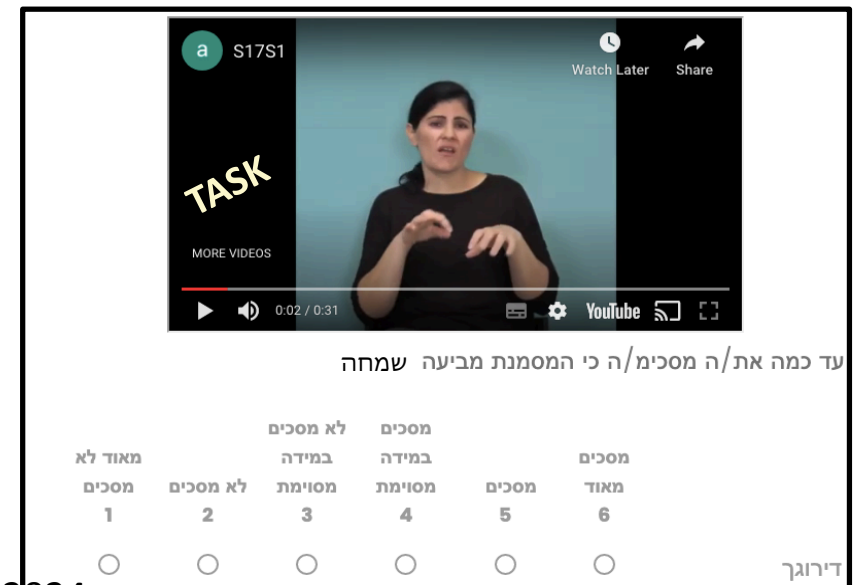 a S17S1
Watch Later Share
TASK
MORE VIDEOS
0:02 / 0:31 YouTube
עד כמה את/ה מסכימ/ה כי המסמנת מביעה שמחה
מסכים מאוד
6
מסכים
5
מסכים במידה מסוימת
4
לא מסכים במידה מסוימת
3
לא מסכים
2
מאוד לא מסכים
1
דירוגך